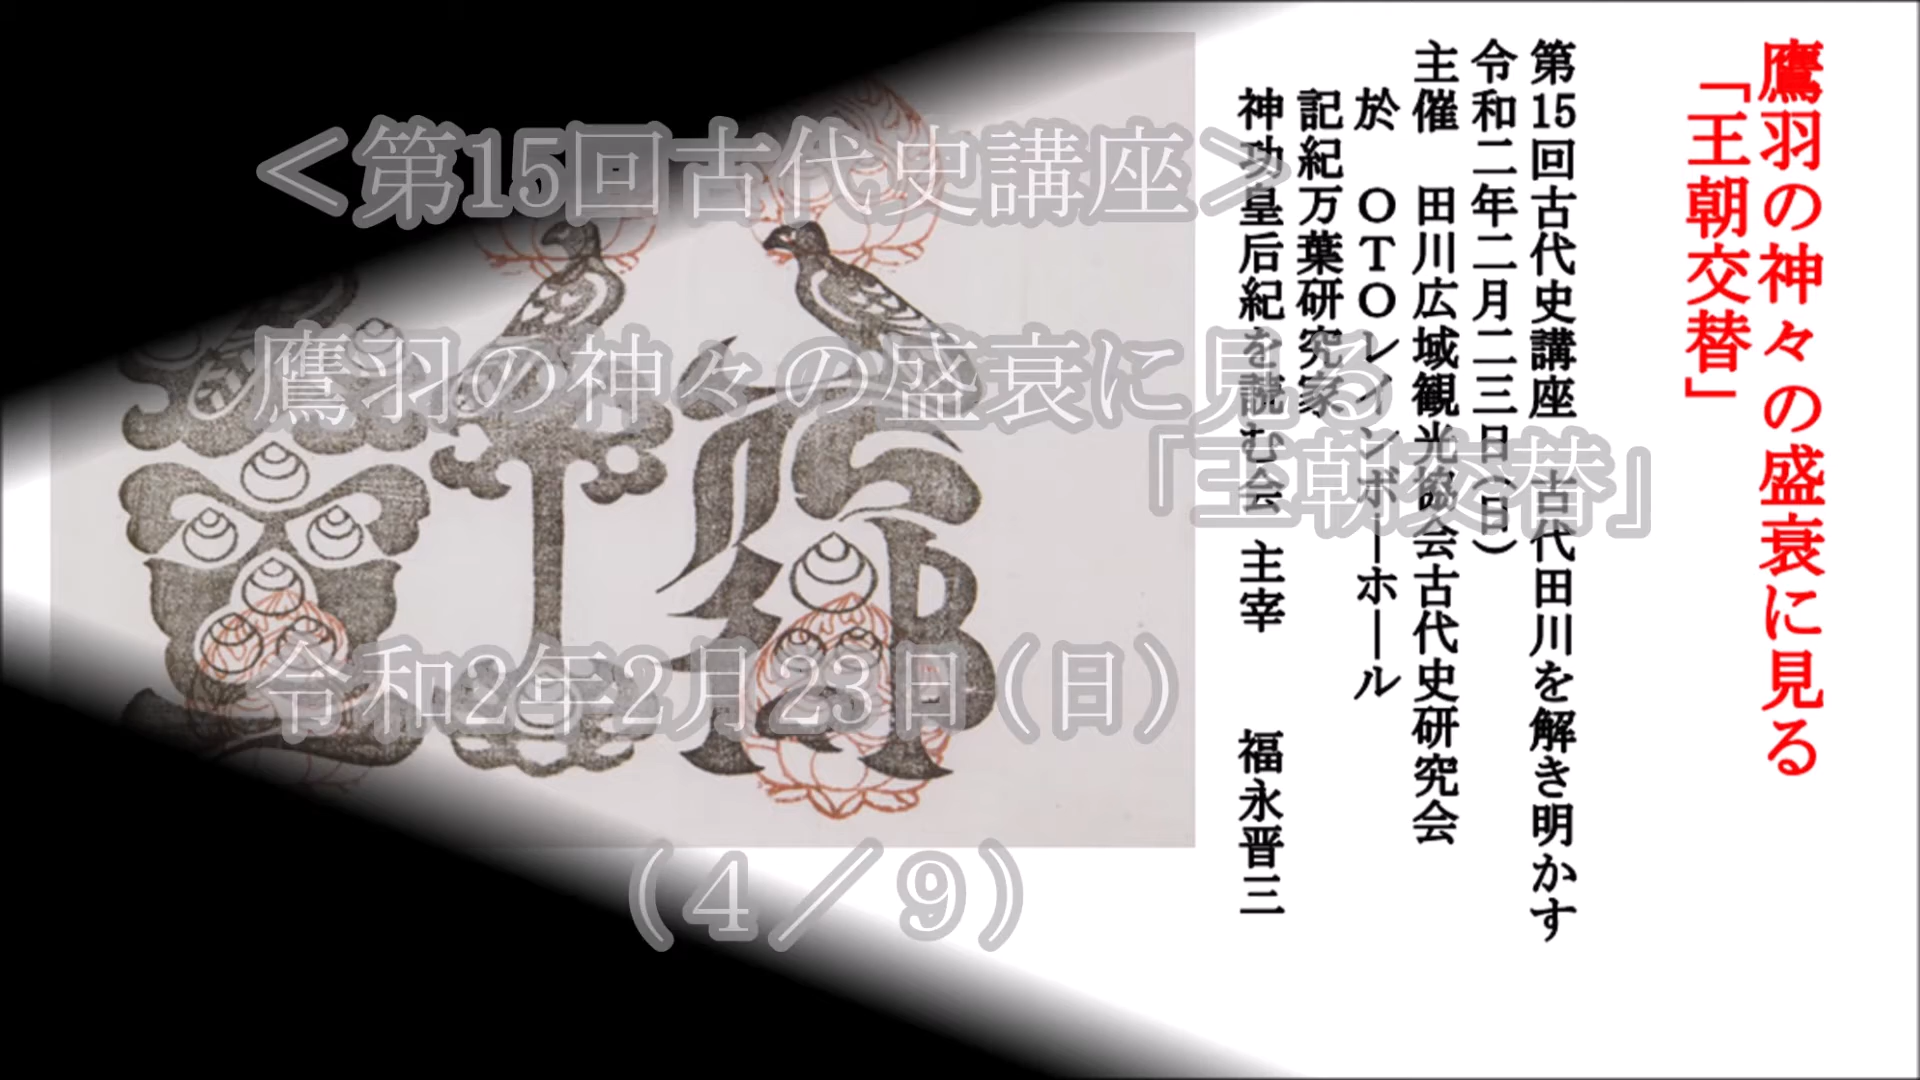 鷹羽の神々の盛衰に見る
「王朝交替」
第15回古代史講座 古代田川を解き明かす
令和二年二月二三日（日）
主催 田川広域観光協会古代史研究会
於 OTOレインボーホール
記紀万葉研究家
神功皇后紀を読む会 主宰 福永晋三
＜第15回古代史講座＞
鷹羽の神々の盛衰に見る
「王朝交替」
令和2年2月23日（日）
（４／９）